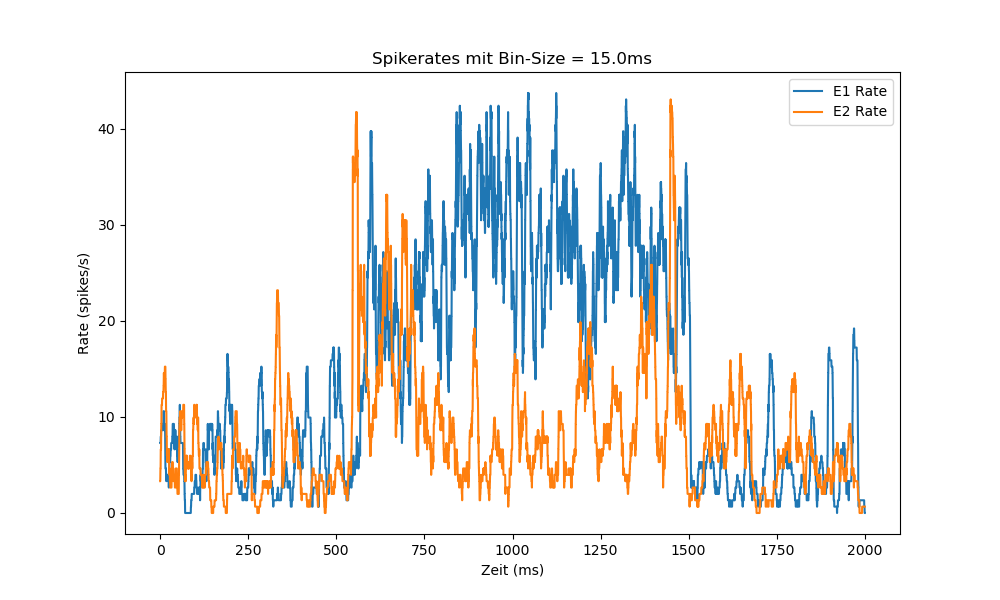 Spikerates mit Bin-Size = 15.0ms
E1 Rate
E2 Rate
Rate (spikes/s)
40
30
20
10
0
0 250 500 750 1000 1250 1500 1750 2000
Zeit (ms)